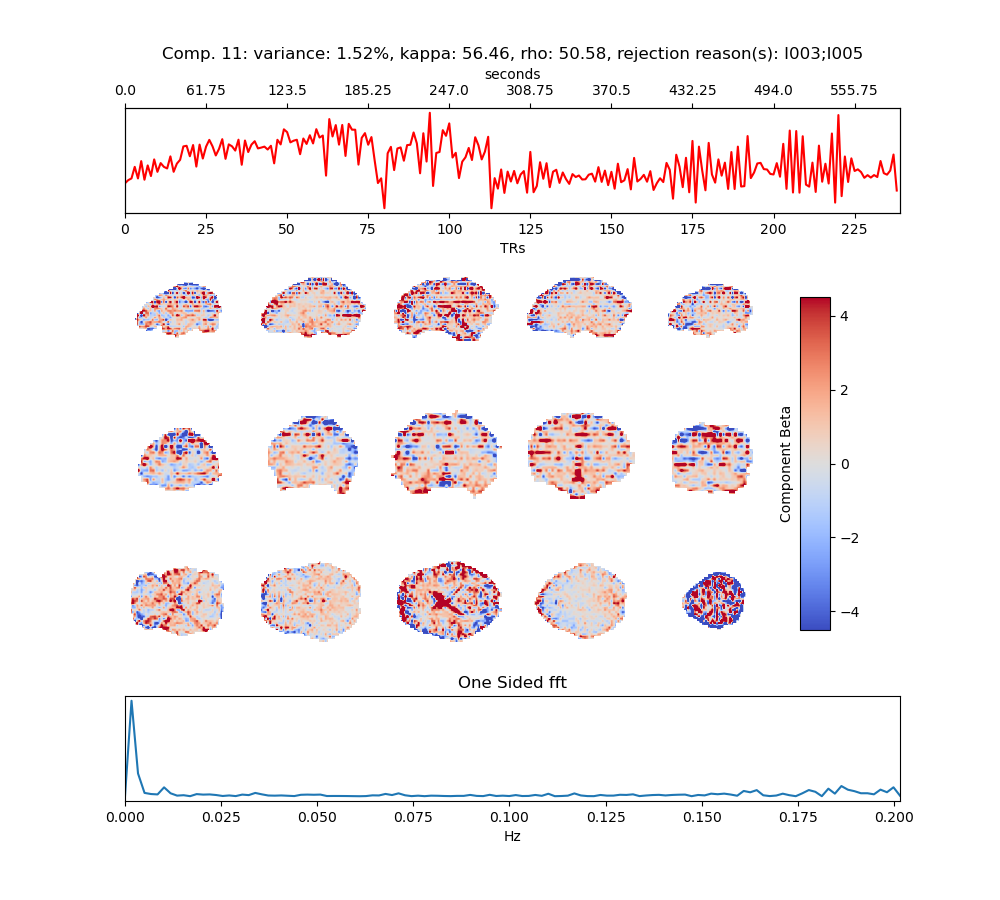 Comp. 11: variance: 1.52%, kappa: 56.46, rho: 50.58, rejection reason(s): I003;I005
seconds
0.0 61.75 123.5 185.25 247.0 308.75 370.5 432.25 494.0 555.75
0 25 50 75 100 125 150 175 200 225
TRs
4
2
0
−2
−4
Component Beta
One Sided fft
0.000 0.025 0.050 0.075 0.100 0.125 0.150 0.175 0.200
Hz